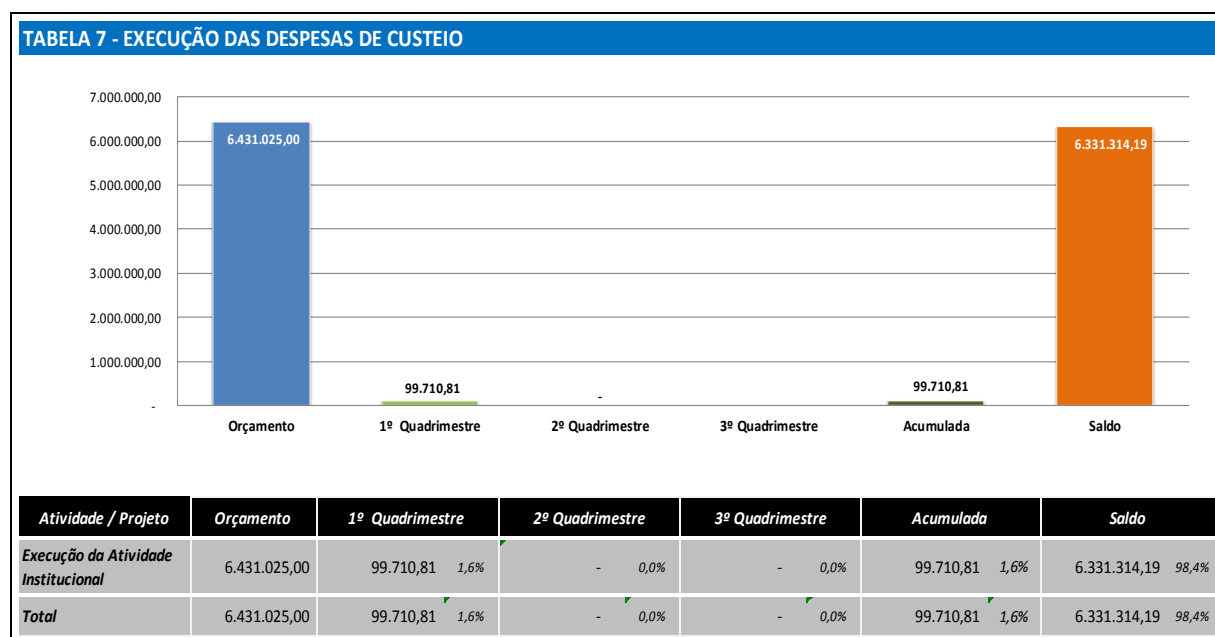 TABELA 7 - EXECUÇÃO DAS DESPESAS DE CUSTEIO
7.000.000,00
6.000.000,00
5.000.000,00
4.000.000,00
3.000.000,00
2.000.000,00
1.000.000,00
-
6.431.025,00
99.710,81
-
99.710,81
6.331.314,19
Orçamento 1º Quadrimestre 2º Quadrimestre 3º Quadrimestre Acumulada Saldo
Atividade / Projeto Orçamento 1º Quadrimestre 2º Quadrimestre 3º Quadrimestre Acumulada Saldo
Execução da Atividade
Institucional 6.431.025,00 99.710,81 1,6% - 0,0% - 0,0% 99.710,81 1,6% 6.331.314,19 98,4%
Total 6.431.025,00 99.710,81 1,6% - 0,0% - 0,0% 99.710,81 1,6% 6.331.314,19 98,4%